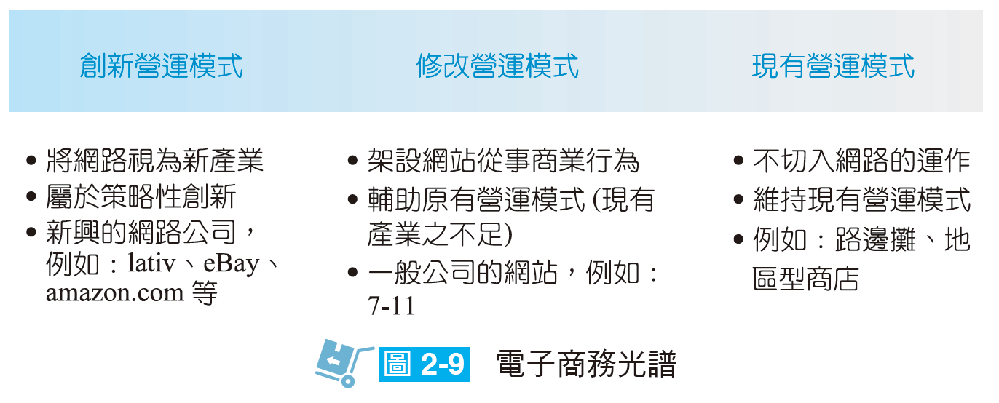 創新營運模式
修改營運模式
現有營運模式
• 將網路視為新產業
• 屬於策略性創新
• 新興的網路公司，
例如：lativ、eBay、
amazon.com 等
• 架設網站從事商業行為
• 輔助原有營運模式 (現有
產業之不足)
• 一般公司的網站，例如：
7-11
• 不切入網路的運作
• 維持現有營運模式
• 例如：路邊攤、地
區型商店
圖 2-9 電子商務光譜